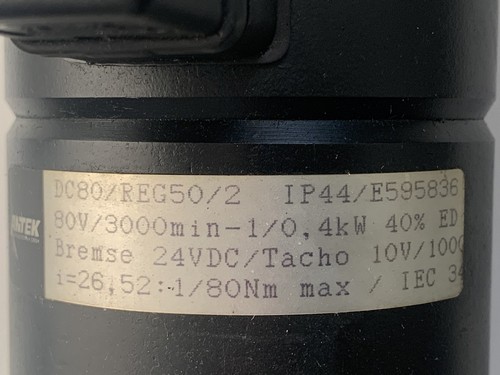 DC80/REG50/2 IP44/E595836
80V/3000min-1/0,4kW 40% ED
Bremse 24VDC/Tacho 10V/1000
i=26,52:1/80Nm max / IEC 34